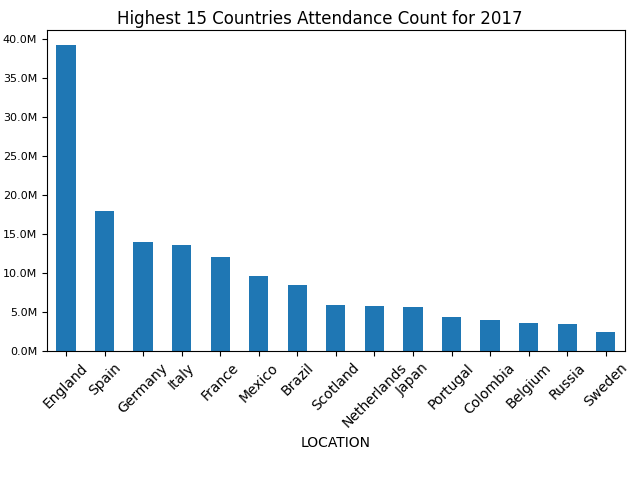 Highest 15 Countries Attendance Count for 2017
40.0M
35.0M
30.0M
25.0M
20.0M
15.0M
10.0M
5.0M
0.0M
England
Spain
Germany
Italy
France
Mexico
Brazil
Scotland
Netherlands
Japan
Portugal
Colombia
Belgium
Russia
Sweden
LOCATION